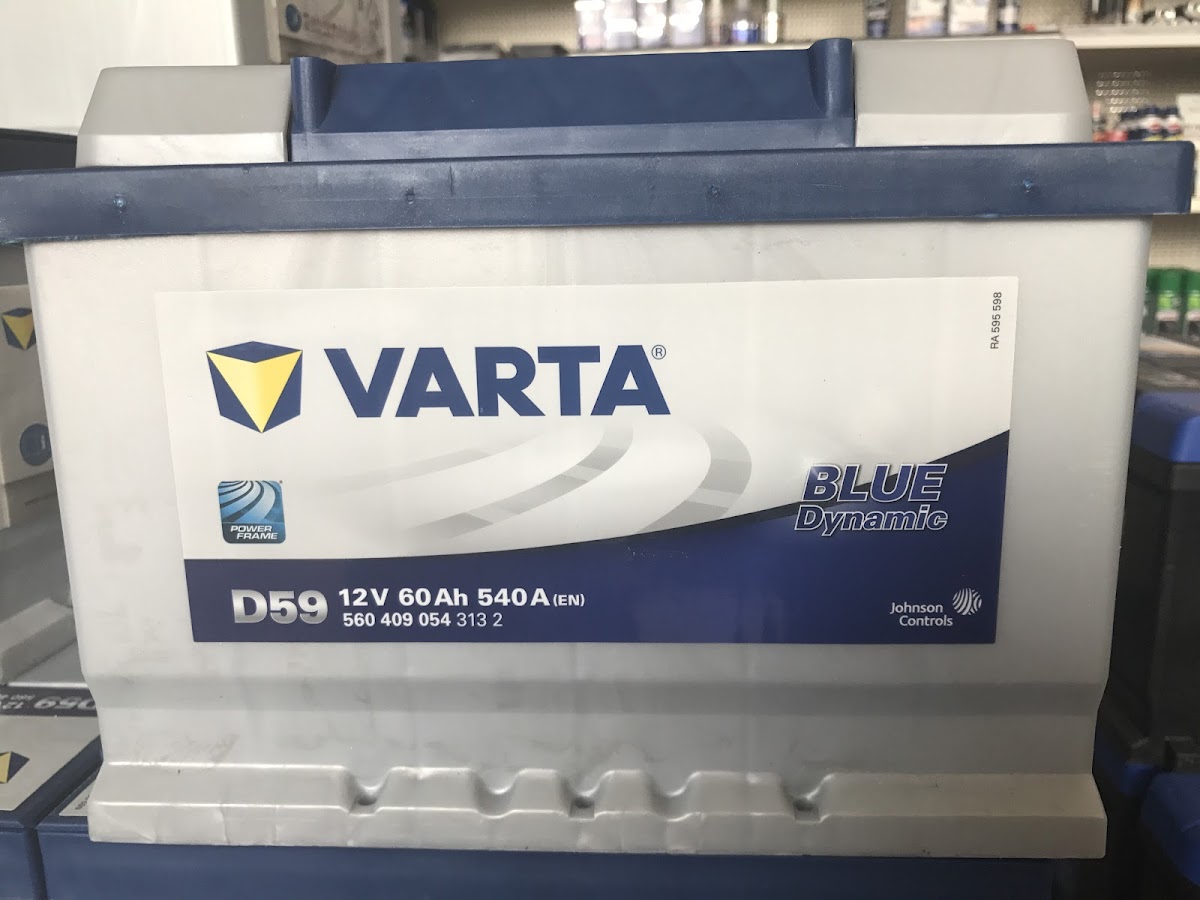 VARTA®
RA 595 598
POWER
FRAME
BLUE
Dynamic
D59 12V 60Ah 540A (EN)
560 409 054 313 2
Johnson
Controls